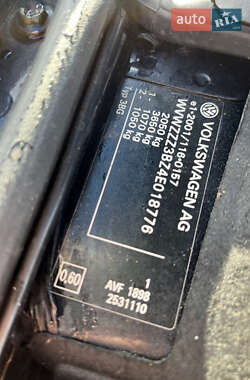 AUTO
RIA
.com
VOLKSWAGEN AG
e1-2001/116-0157
WVWZZZ3BZ4E018776
2050 kg
3650 kg
1 - 1070 kg
2 - 1050 kg
Typ 3BG
0,60
1
AVF 1898
2531110